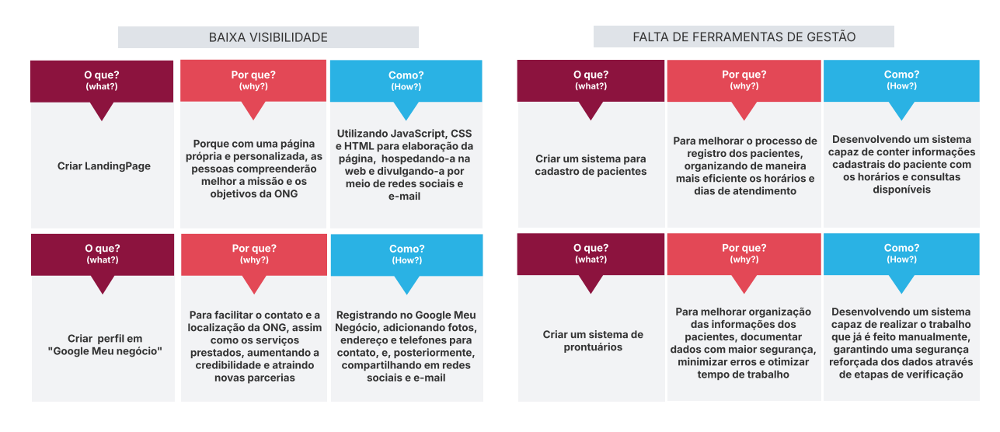 BAIXA VISIBILIDADE
O que?
(what?)
Criar LandingPage
Por que?
(why?)
Porque com uma página
própria e personalizada, as
pessoas compreenderão
melhor a missão e os
objetivos da ONG
Como?
(How?)
Utilizando JavaScript, CSS
e HTML para elaboração da
página, hospedando-a na
web e divulgando-a por
meio de redes sociais e
e-mail
O que?
(what?)
Criar perfil em
"Google Meu negócio"
Por que?
(why?)
Para facilitar o contato e a
localização da ONG, assim
como os serviços
prestados, aumentando a
credibilidade e atraindo
novas parcerias
Como?
(How?)
Registrando no Google Meu
Negócio, adicionando fotos,
endereço e telefones para
contato, e, posteriormente,
compartilhando em redes
sociais e e-mail
FALTA DE FERRAMENTAS DE GESTÃO
O que?
(what?)
Criar um sistema para
cadastro de pacientes
Por que?
(why?)
Para melhorar o processo de
registro dos pacientes,
organizando de maneira
mais eficiente os horários e
dias de atendimento
Como?
(How?)
Desenvolvendo um sistema
capaz de conter informações
cadastrais do paciente com
os horários e consultas
disponíveis
O que?
(what?)
Criar um sistema de
prontuários
Por que?
(why?)
Para melhorar organização
das informações dos
pacientes, documentar
dados com maior segurança,
minimizar erros e otimizar
tempo de trabalho
Como?
(How?)
Desenvolvendo um sistema
capaz de realizar o trabalho
que já é feito manualmente,
garantindo uma segurança
reforçada dos dados através
de etapas de verificação